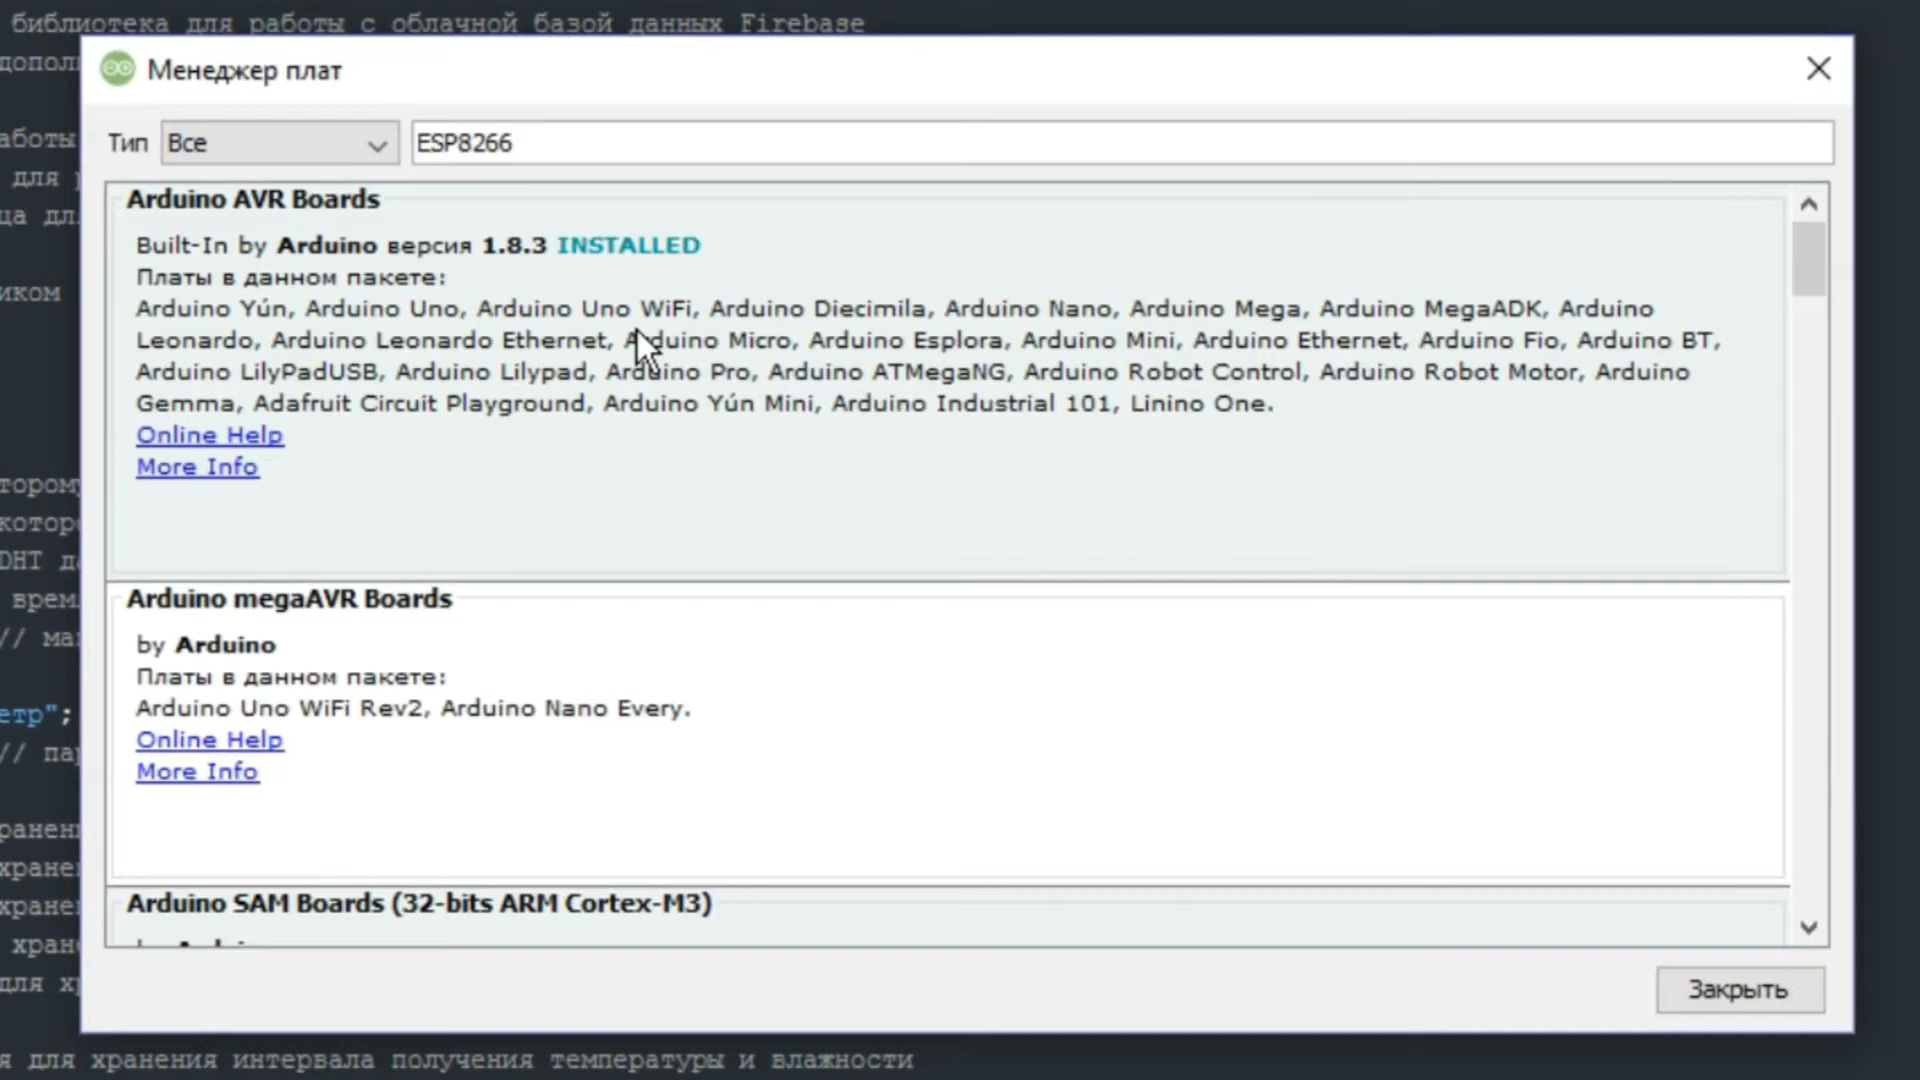 библиотека для работы с облачной базой данных Firebase
Менеджер плат
Тип Все ESP8266
Arduino AVR Boards
Built-In by Arduino версия 1.8.3 INSTALLED
Платы в данном пакете:
Arduino Yún, Arduino Uno, Arduino Uno WiFi, Arduino Diecimila, Arduino Nano, Arduino Mega, Arduino MegaADK, Arduino
Leonardo, Arduino Leonardo Ethernet, Arduino Micro, Arduino Esplora, Arduino Mini, Arduino Ethernet, Arduino Fio, Arduino BT,
Arduino LilyPadUSB, Arduino Lilypad, Arduino Pro, Arduino ATMegaNG, Arduino Robot Control, Arduino Robot Motor, Arduino
Gemma, Adafruit Circuit Playground, Arduino Yún Mini, Arduino Industrial 101, Linino One.
Online Help
More Info
Arduino megaAVR Boards
by Arduino
Платы в данном пакете:
Arduino Uno WiFi Rev2, Arduino Nano Every.
Online Help
More Info
Arduino SAM Boards (32-bits ARM Cortex-M3)
Закрыть
для
иком
DHT
//
етр";
//
я для хранения интервала получения температуры и влажности